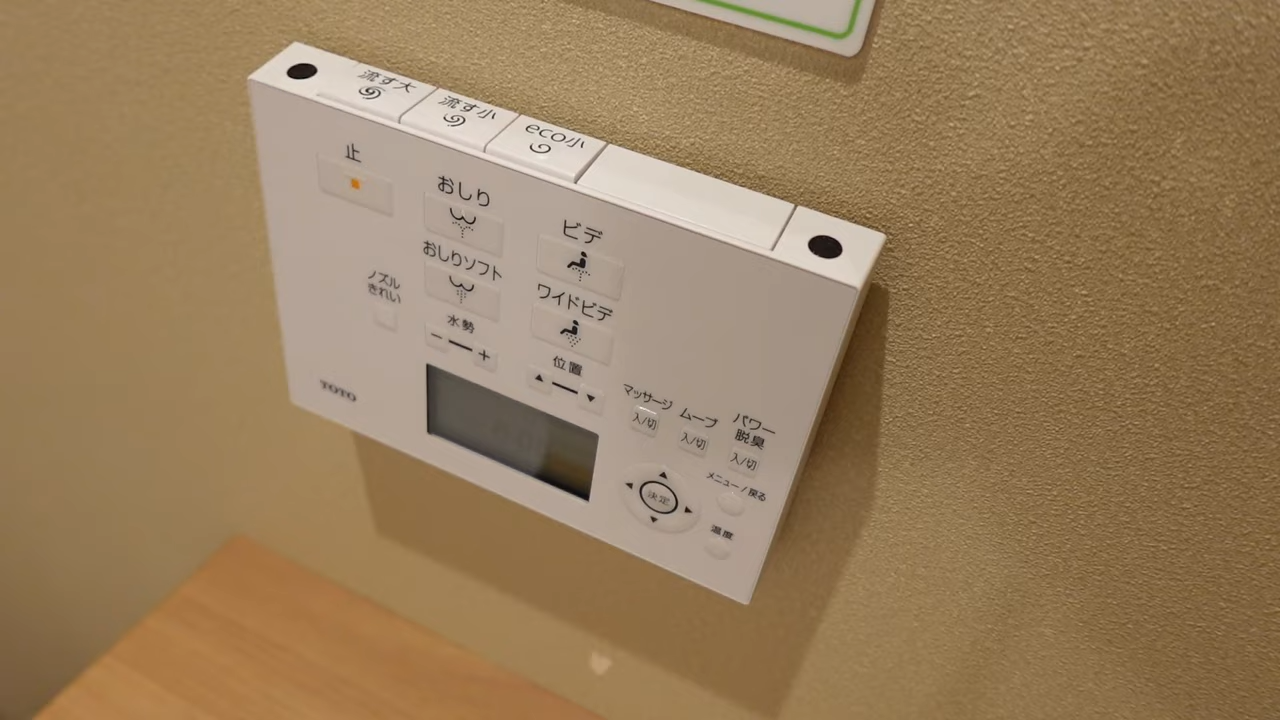 流す大
流す小
eco小
止
おしり
ビデ
おしりソフト
ワイドビデ
ノズル
きれい
水勢
− +
位置
▲ ▼
マッサージ
入/切
ムーブ
入/切
パワー
脱臭
入/切
メニュー/戻る
決定
温度
TOTO